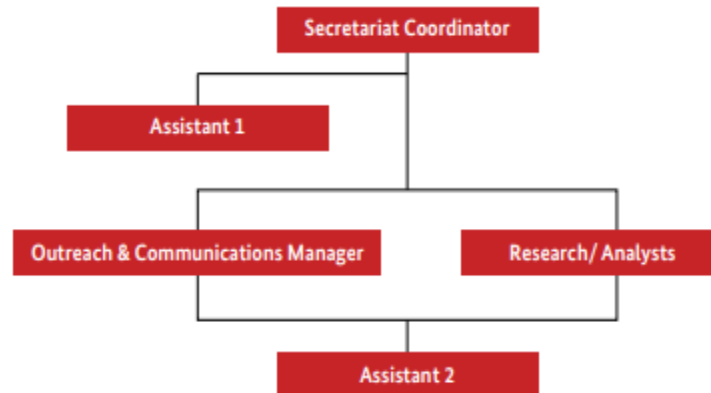 Secretariat Coordinator
Assistant 1
Outreach & Communications Manager
Research/ Analysts
Assistant 2